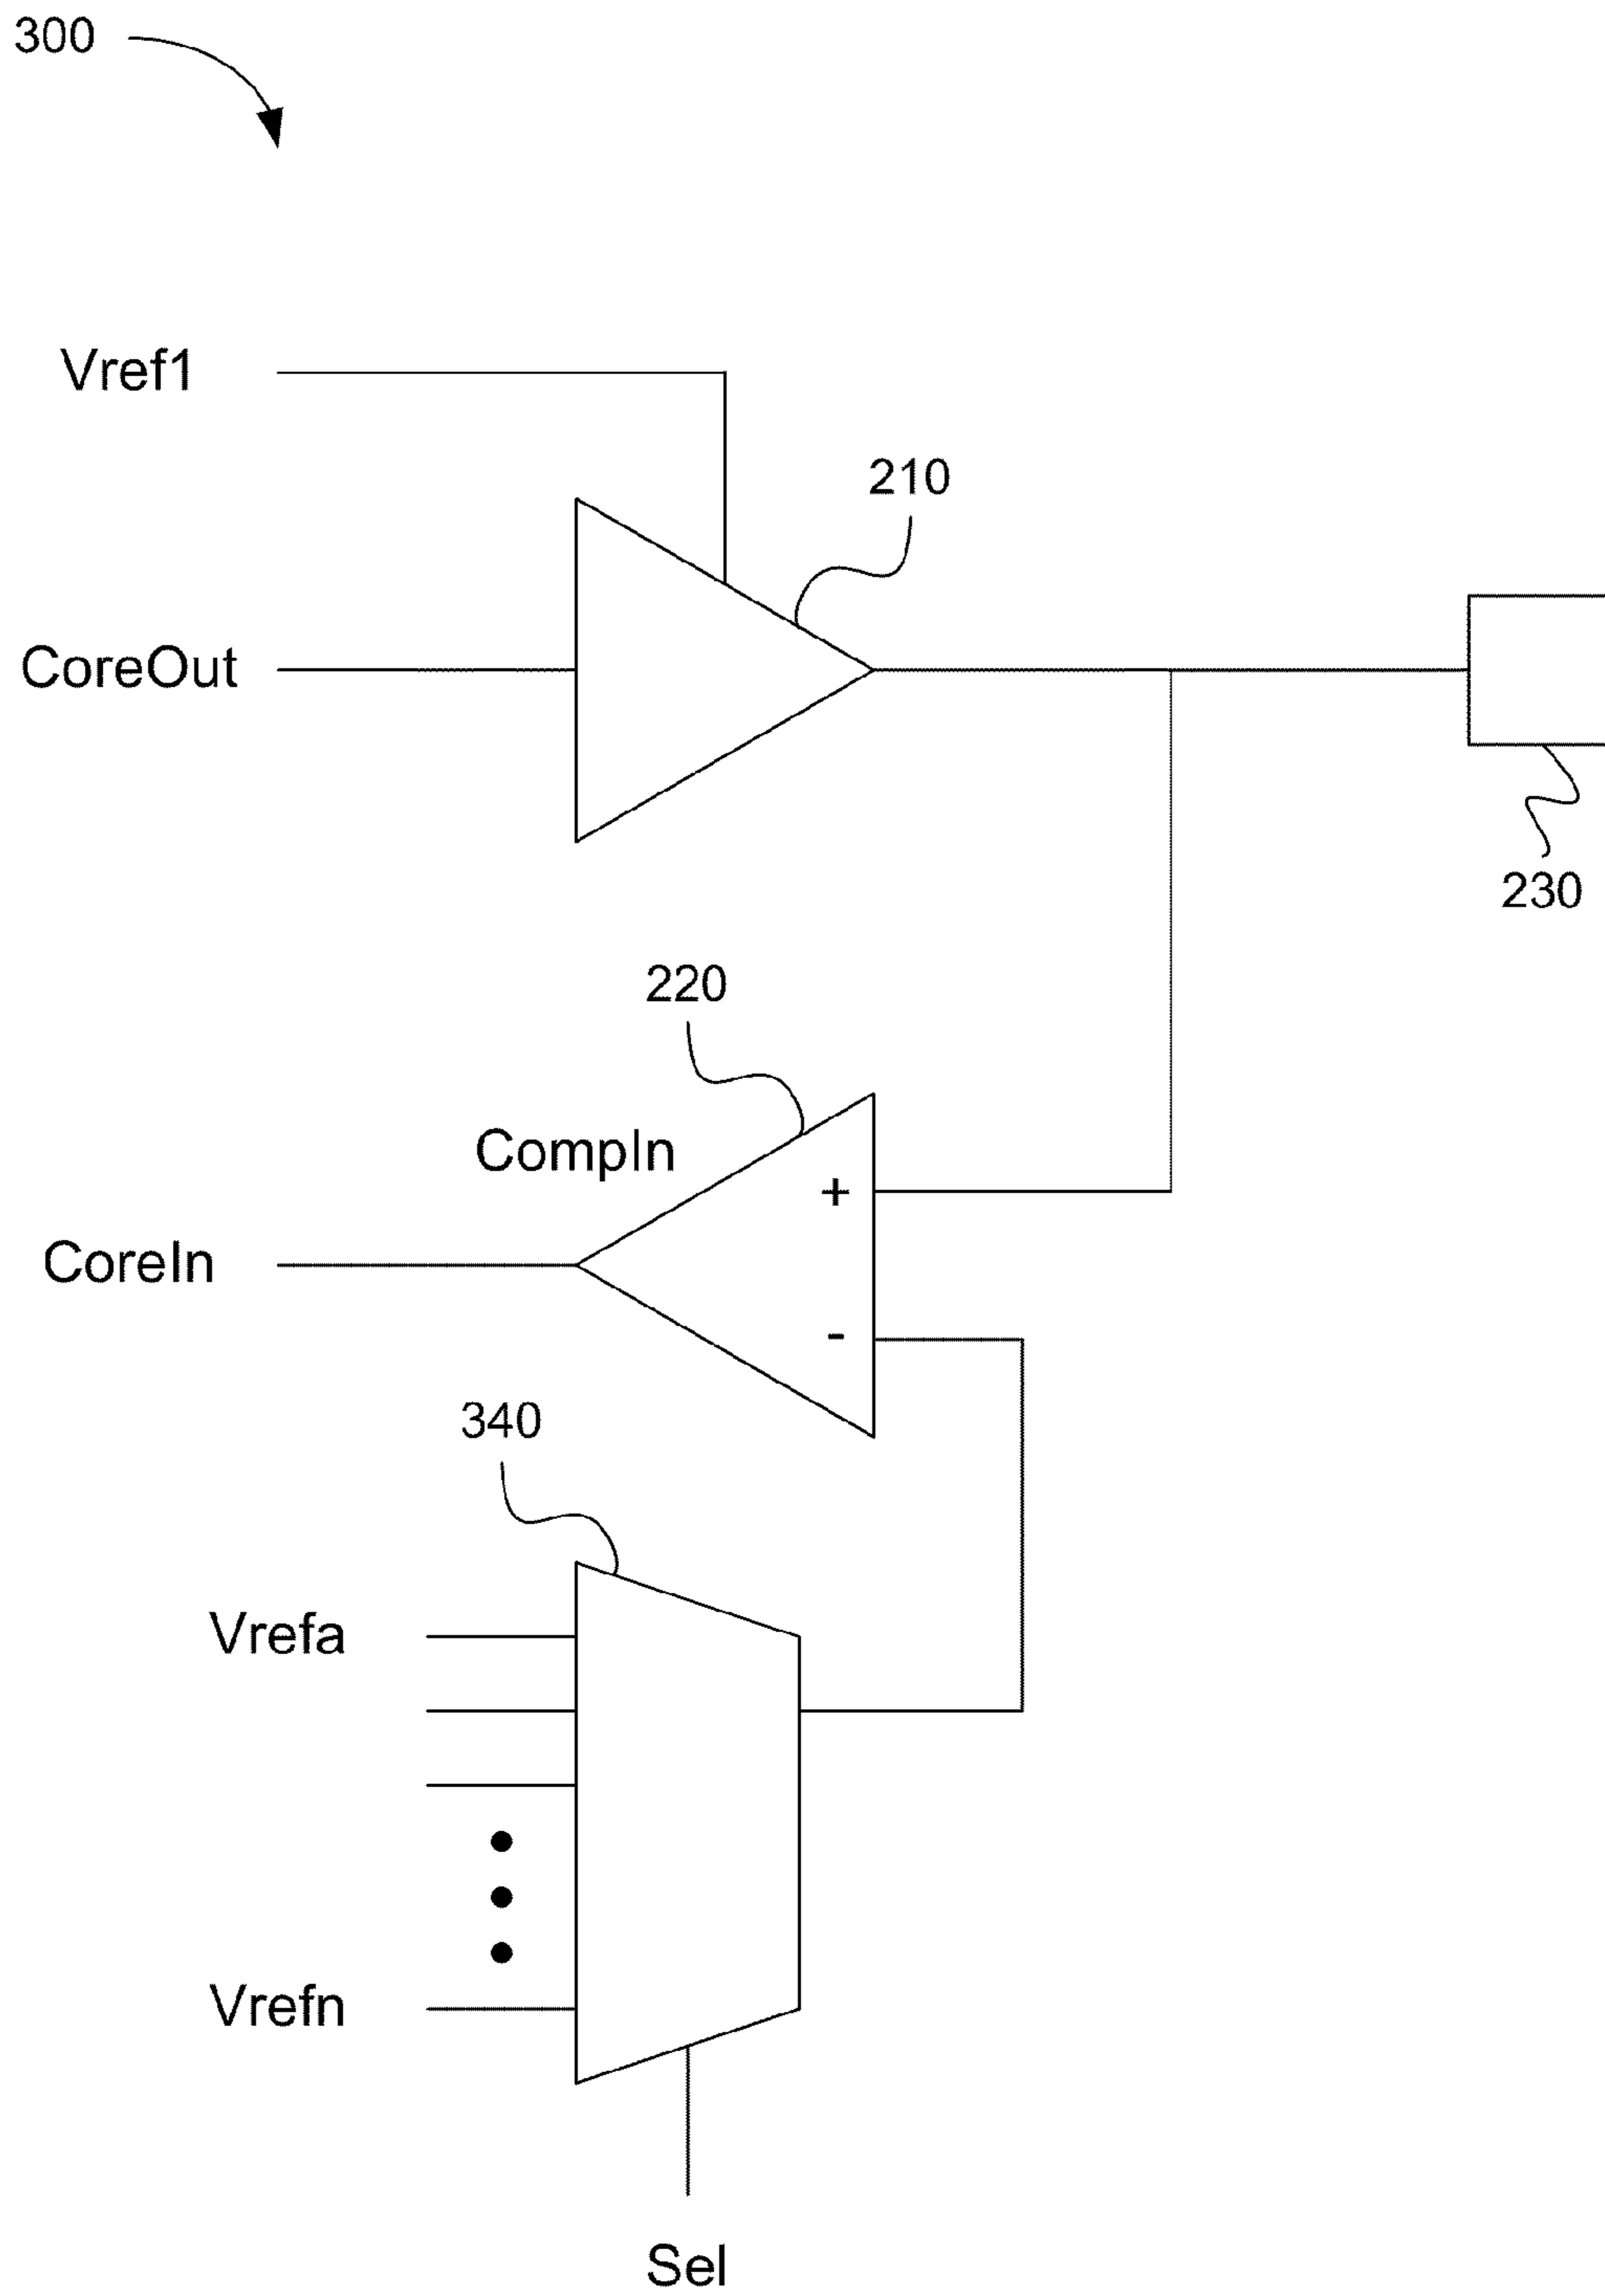 300
Vref1
210
CoreOut
230
220
CompIn
+
CoreIn
-
340
Vrefa
Vrefn
Sel